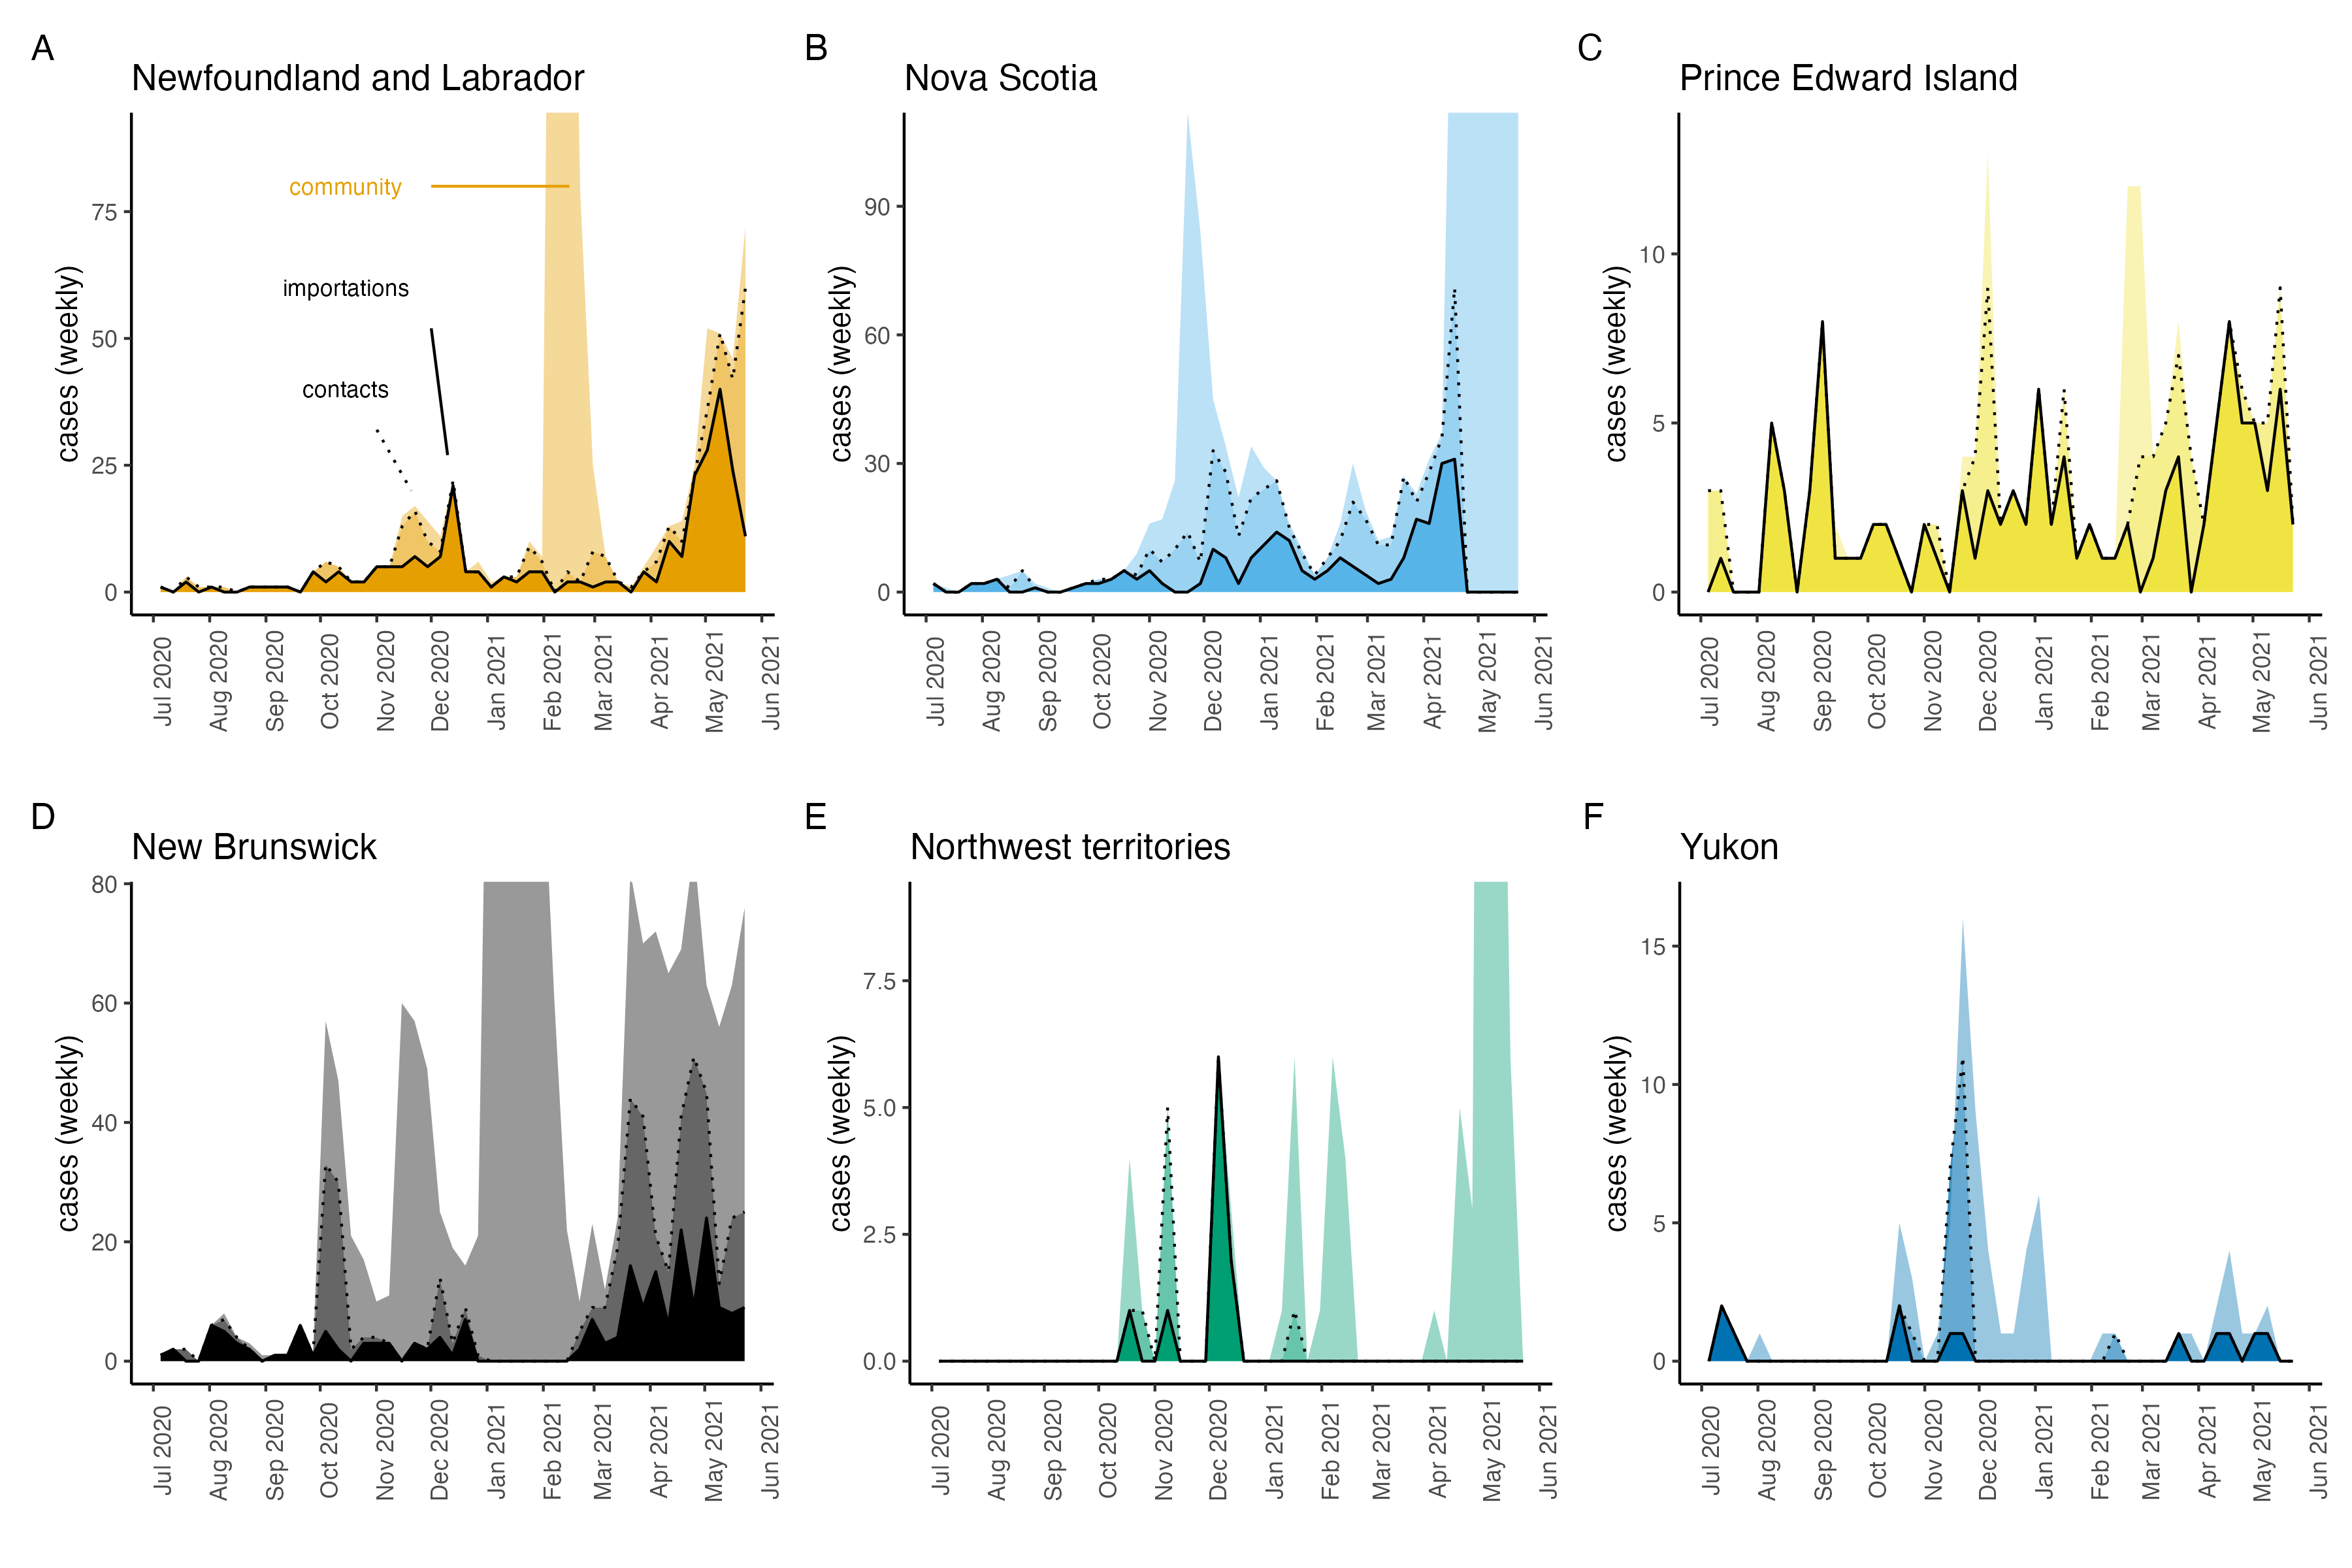 A
Newfoundland and Labrador
cases (weekly)
75
50
25
0
community
importations
contacts
Jul 2020
Aug 2020
Sep 2020
Oct 2020
Nov 2020
Dec 2020
Jan 2021
Feb 2021
Mar 2021
Apr 2021
May 2021
Jun 2021
B
Nova Scotia
cases (weekly)
90
60
30
0
Jul 2020
Aug 2020
Sep 2020
Oct 2020
Nov 2020
Dec 2020
Jan 2021
Feb 2021
Mar 2021
Apr 2021
May 2021
Jun 2021
C
Prince Edward Island
cases (weekly)
10
5
0
Jul 2020
Aug 2020
Sep 2020
Oct 2020
Nov 2020
Dec 2020
Jan 2021
Feb 2021
Mar 2021
Apr 2021
May 2021
Jun 2021
D
New Brunswick
cases (weekly)
80
60
40
20
0
Jul 2020
Aug 2020
Sep 2020
Oct 2020
Nov 2020
Dec 2020
Jan 2021
Feb 2021
Mar 2021
Apr 2021
May 2021
Jun 2021
E
Northwest territories
cases (weekly)
7.5
5.0
2.5
0.0
Jul 2020
Aug 2020
Sep 2020
Oct 2020
Nov 2020
Dec 2020
Jan 2021
Feb 2021
Mar 2021
Apr 2021
May 2021
Jun 2021
F
Yukon
cases (weekly)
15
10
5
0
Jul 2020
Aug 2020
Sep 2020
Oct 2020
Nov 2020
Dec 2020
Jan 2021
Feb 2021
Mar 2021
Apr 2021
May 2021
Jun 2021